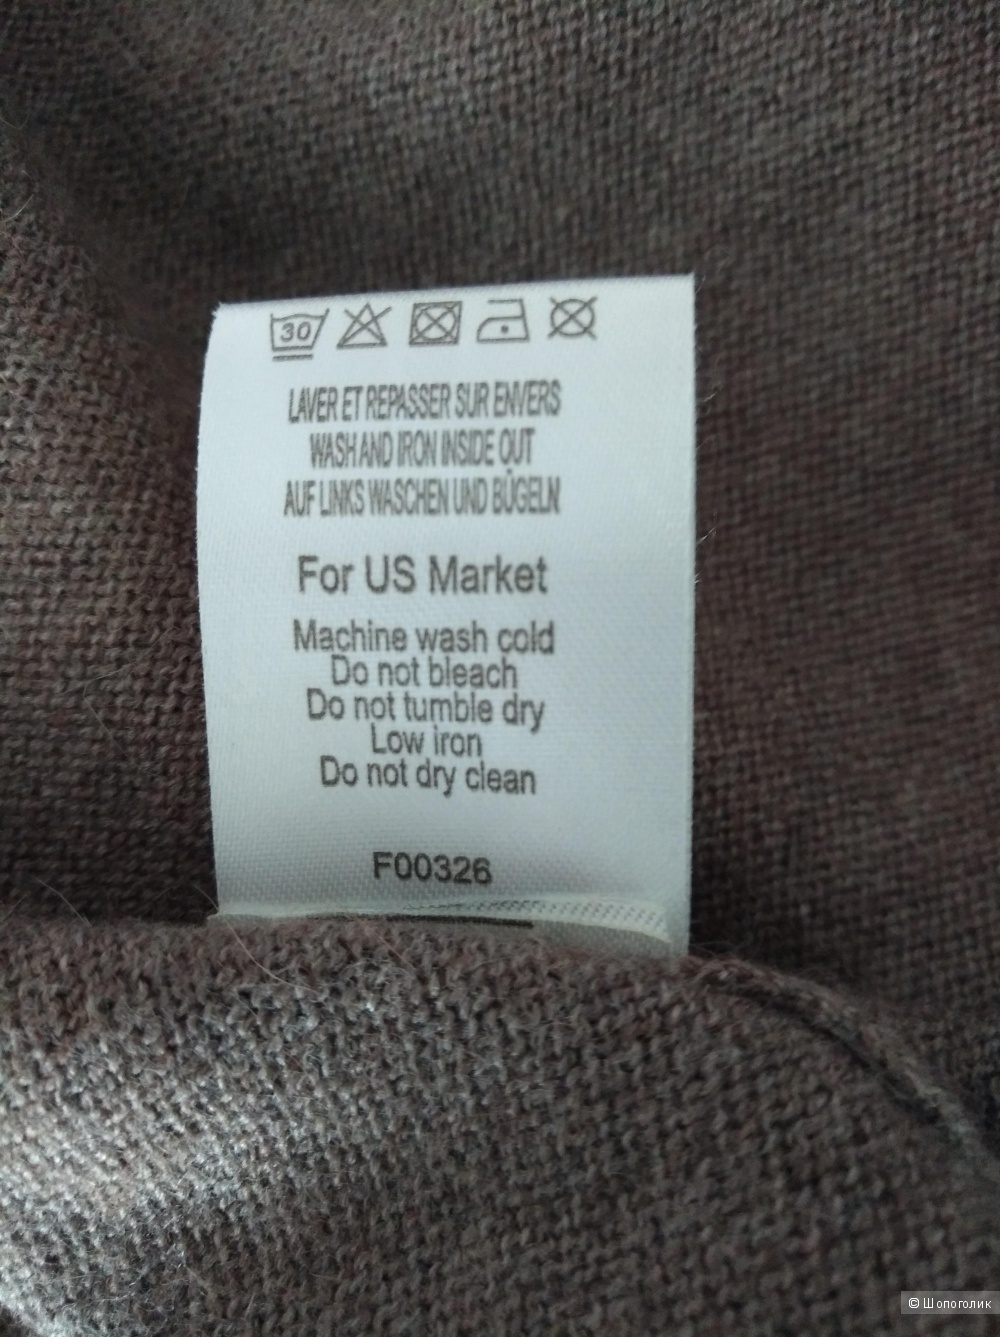 30
LAVER ET REPASSER SUR ENVERS
WASH AND IRON INSIDE OUT
AUF LINKS WASCHEN UND BÜGELN
For US Market
Machine wash cold
Do not bleach
Do not tumble dry
Low iron
Do not dry clean
F00326
© Шопоголик